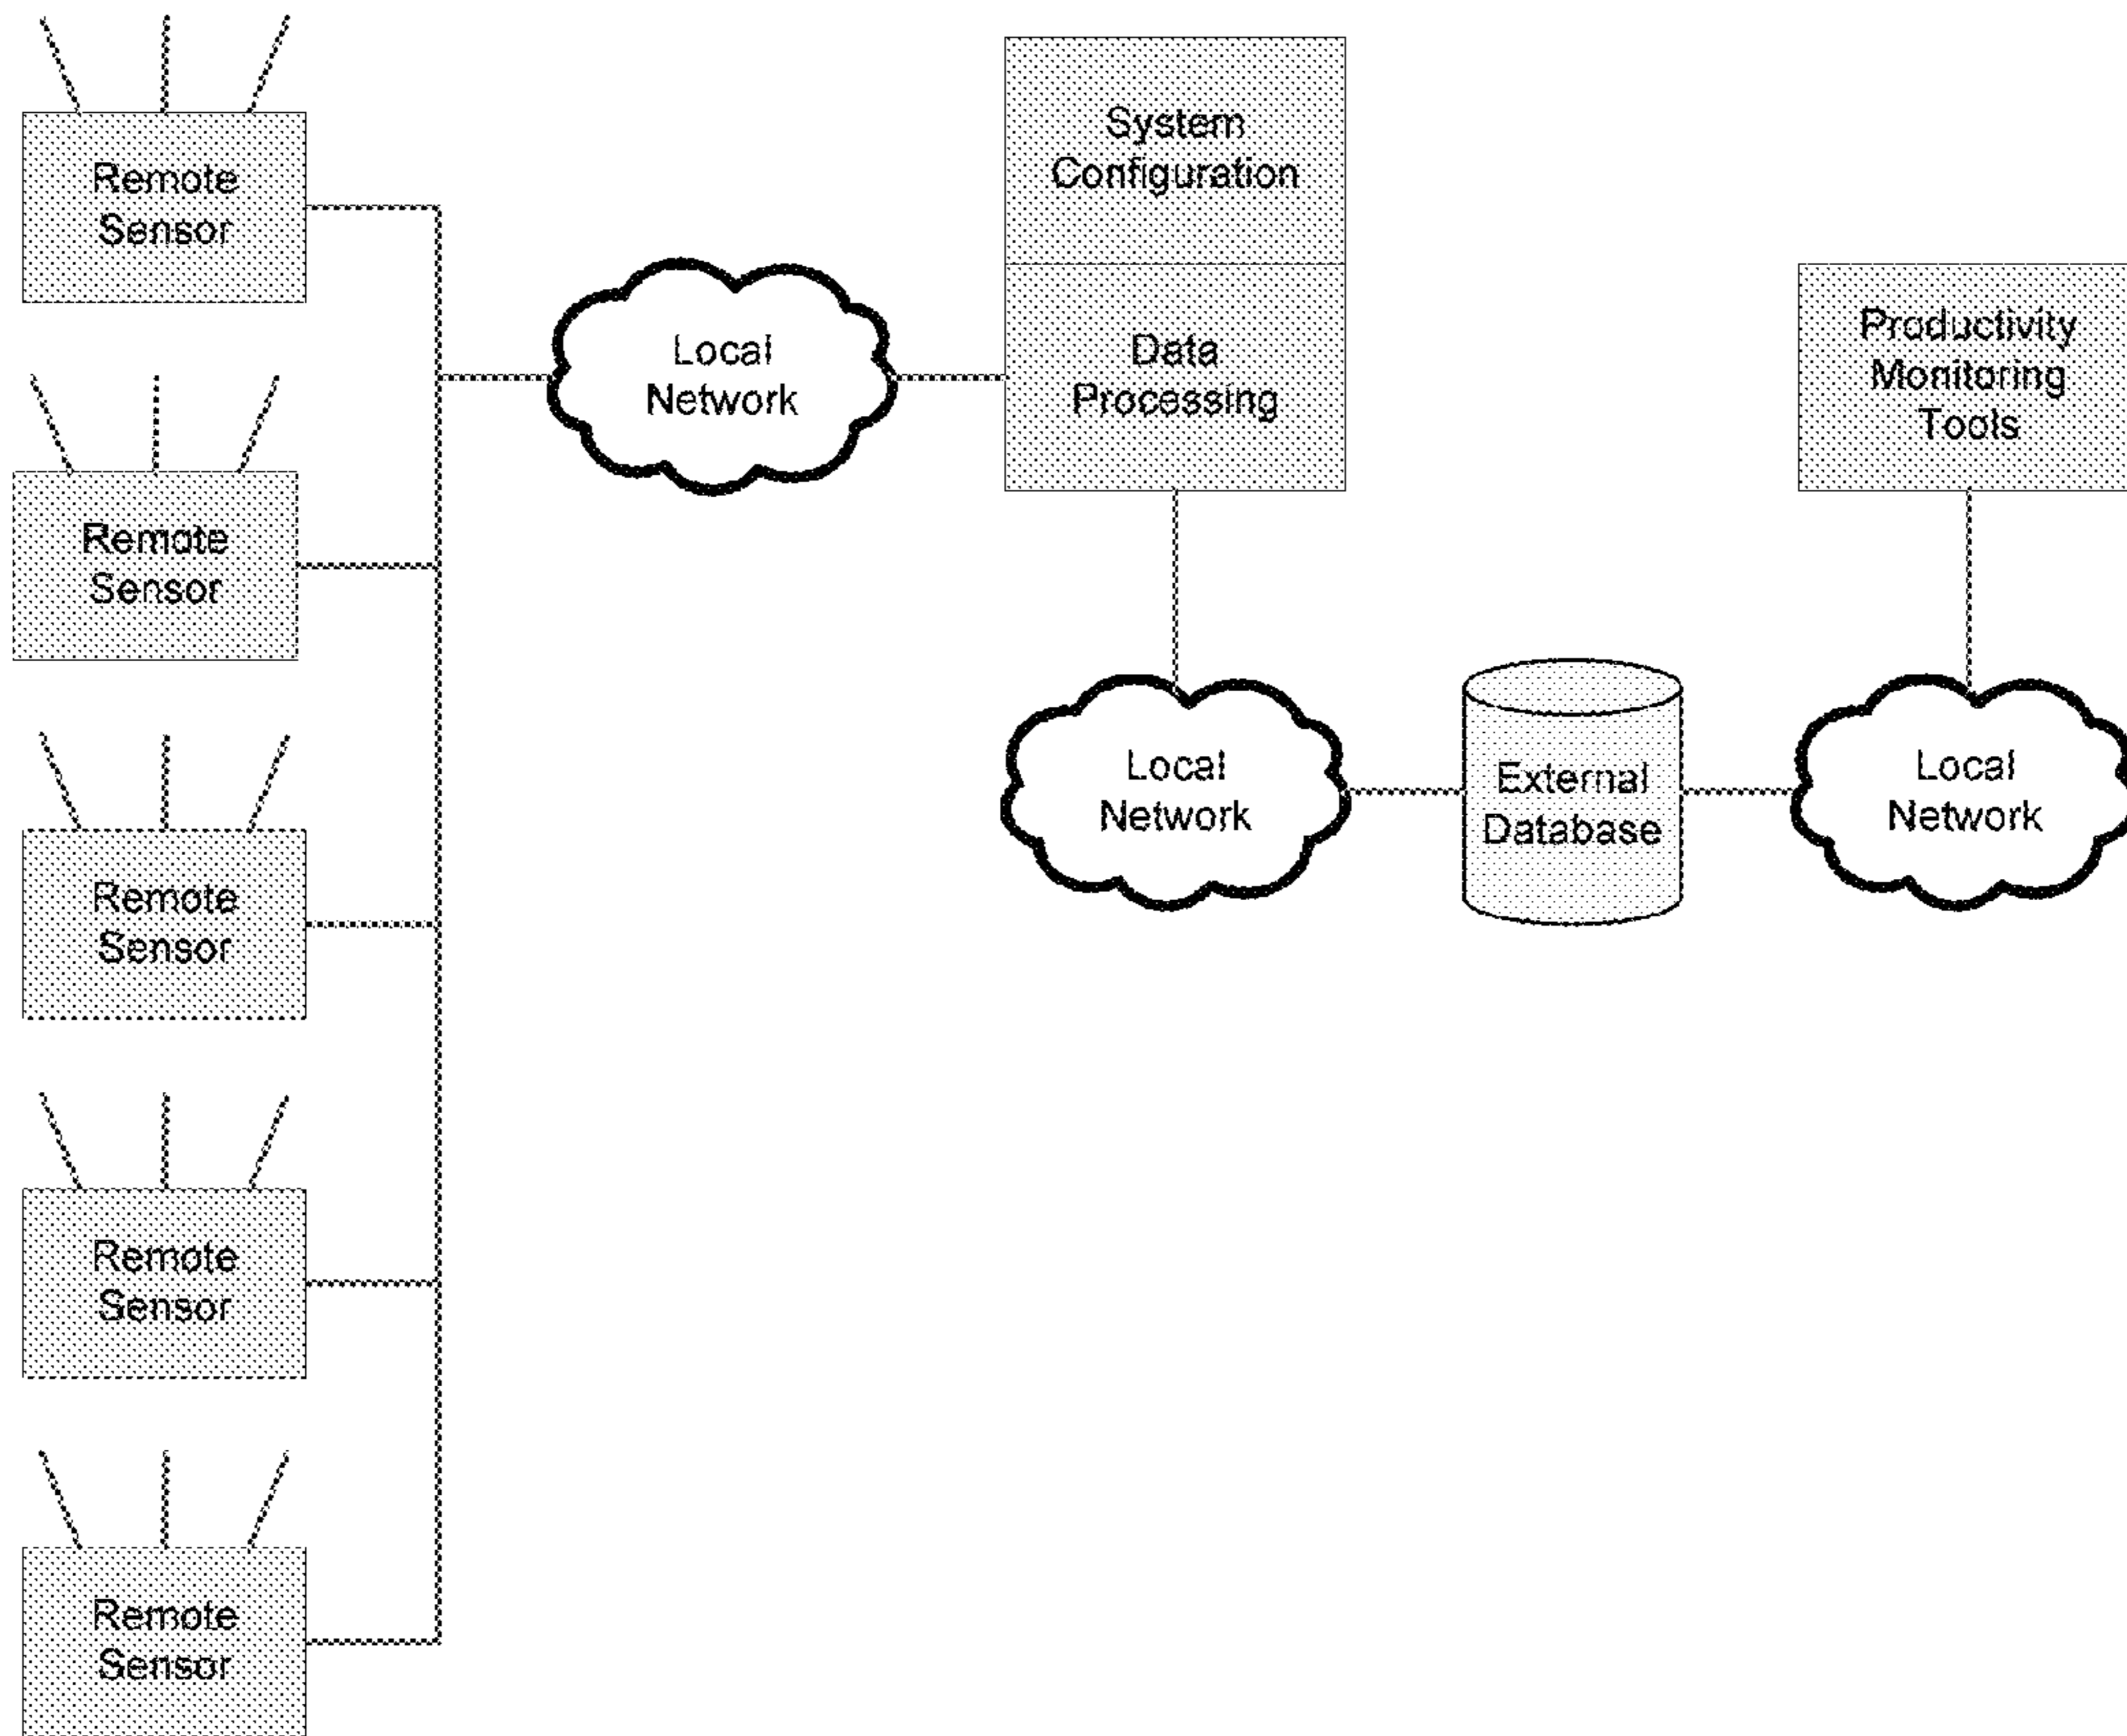 Remote
Sensor
Remote
Sensor
Remote
Sensor
Remote
Sensor
Remote
Sensor
Local
Network
System
Configuration
Data
Processing
Local
Network
External
Database
Productivity
Monitoring
Tools
Local
Network